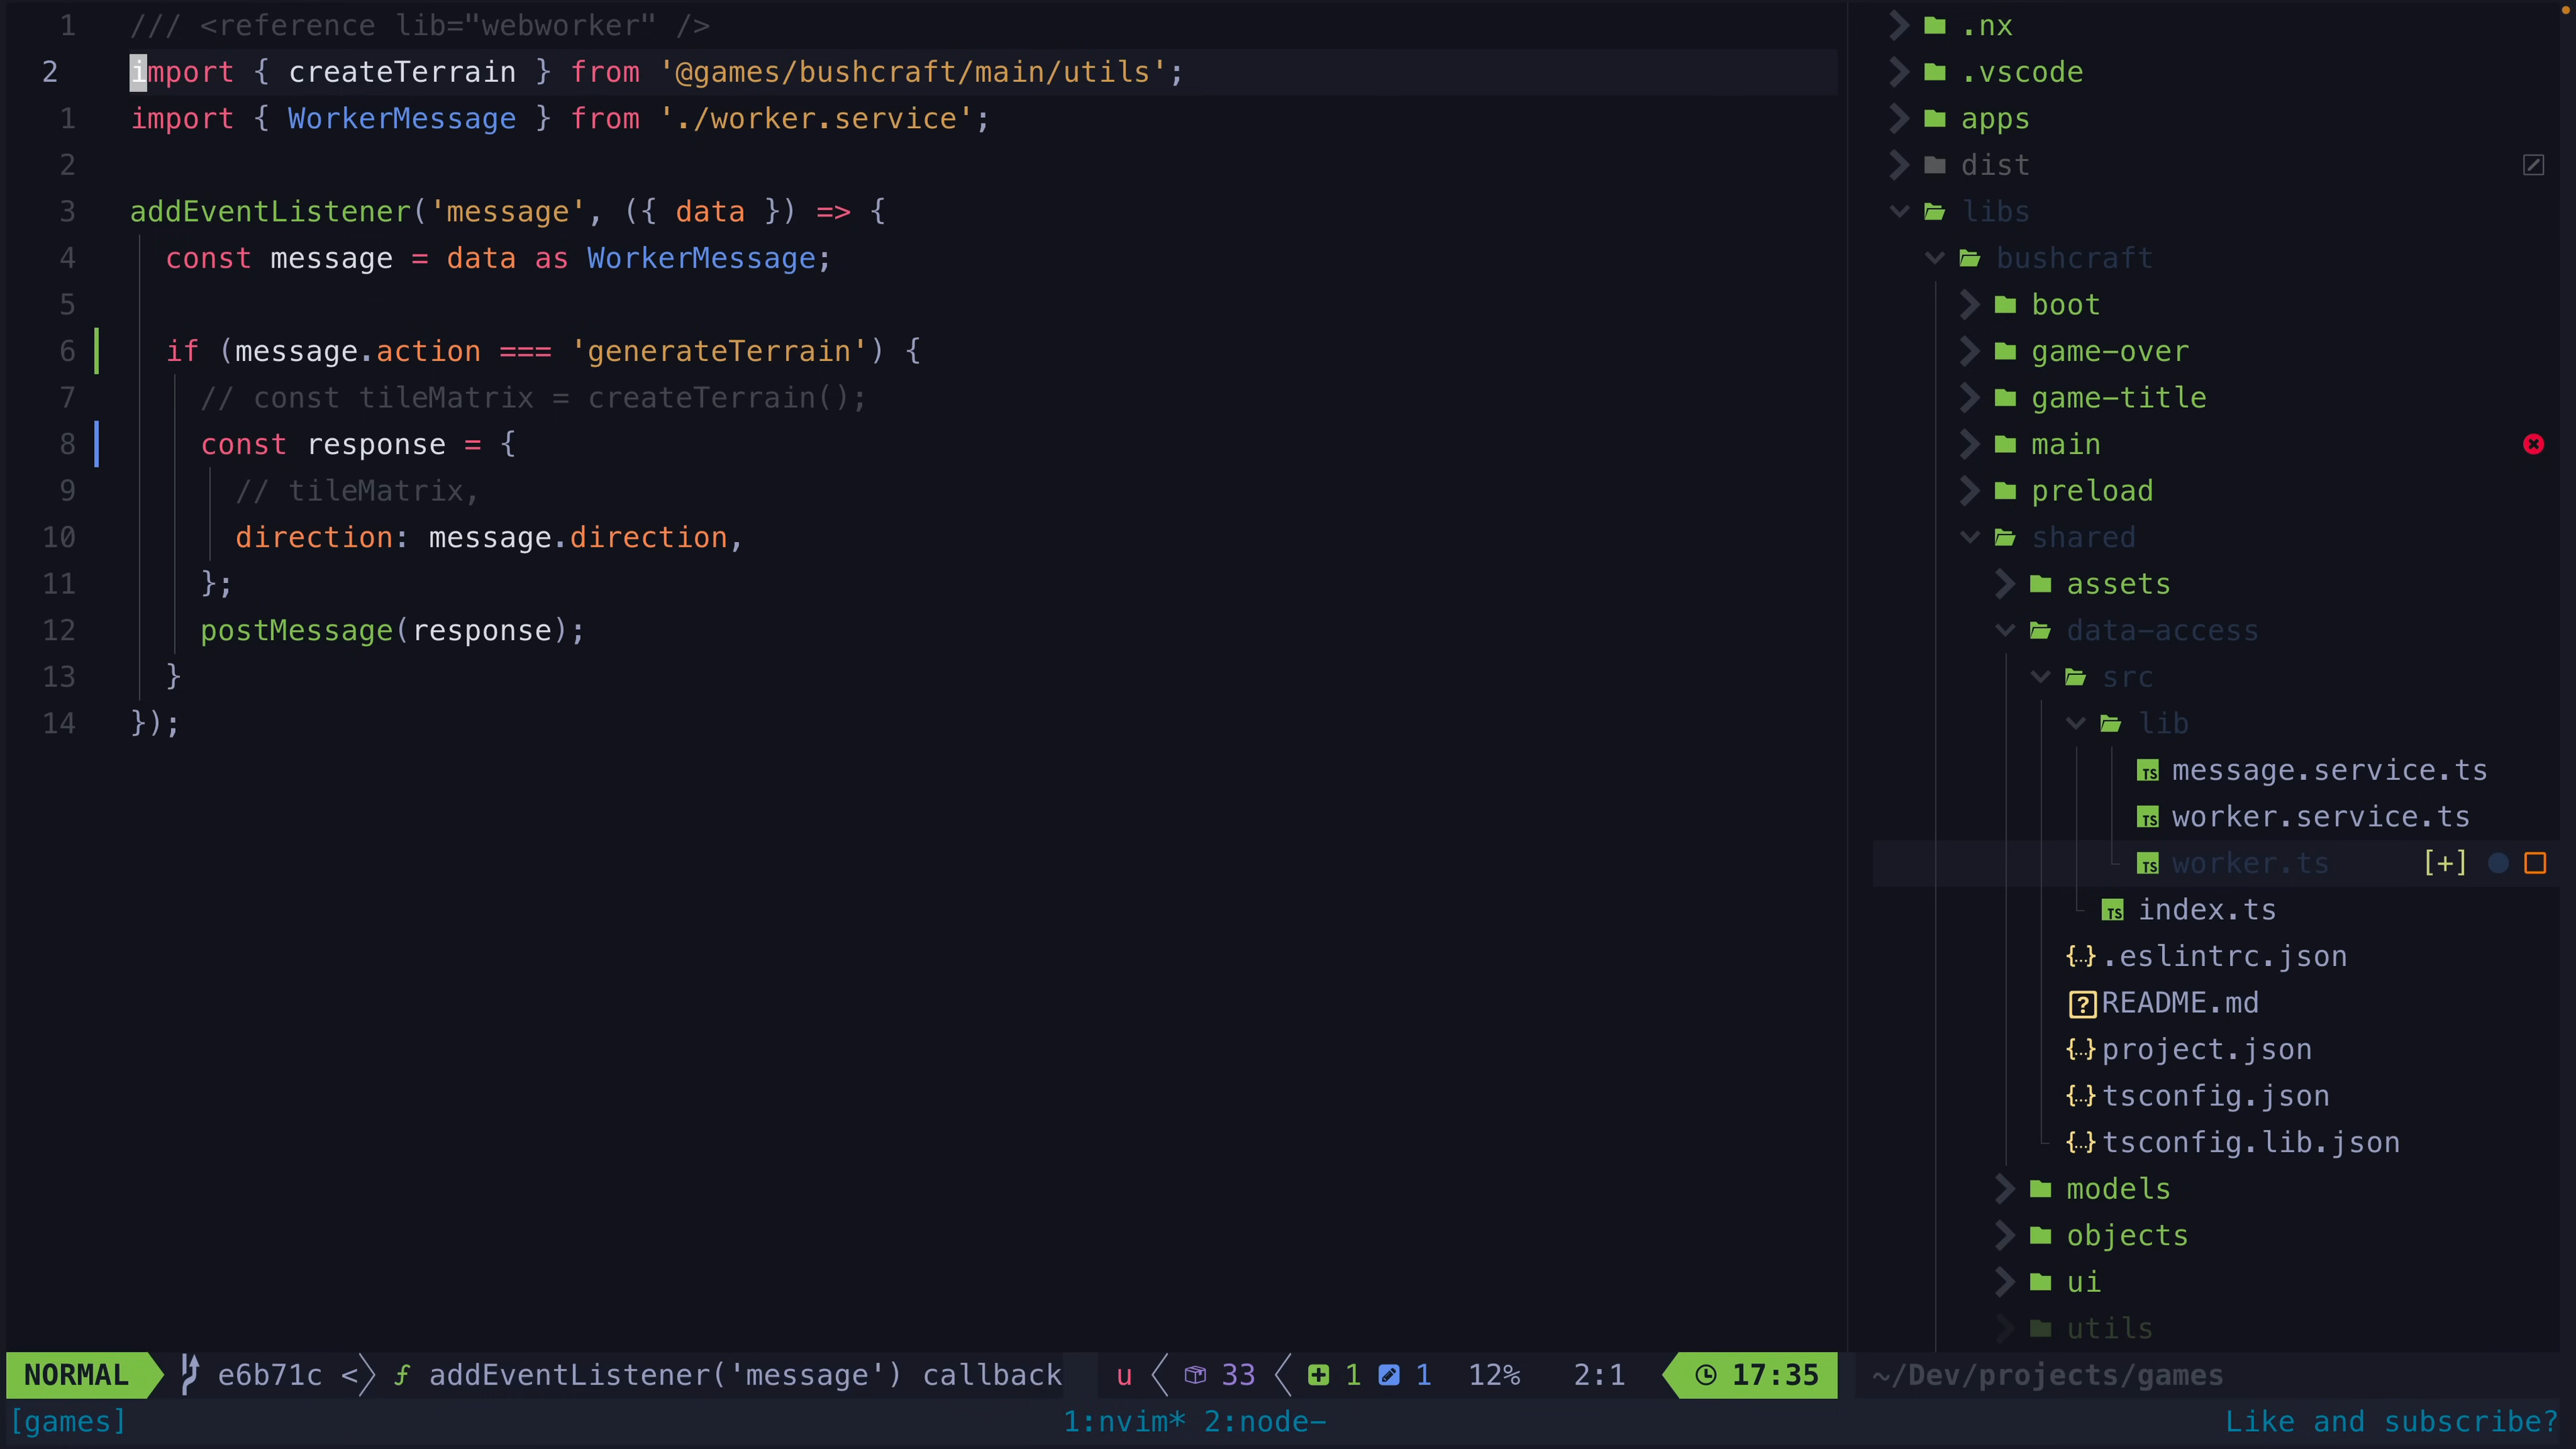 1 /// <reference lib="webworker" />
2 import { createTerrain } from '@games/bushcraft/main/utils';
1 import { WorkerMessage } from './worker.service';
2
3 addEventListener('message', ({ data }) => {
4 const message = data as WorkerMessage;
5
6 if (message.action === 'generateTerrain') {
7 // const tileMatrix = createTerrain();
8 const response = {
9 // tileMatrix,
10 direction: message.direction,
11 };
12 postMessage(response);
13 }
14 });
.nx
.vscode
apps
dist
libs
bushcraft
boot
game-over
game-title
main
preload
shared
assets
data-access
src
lib
message.service.ts
worker.service.ts
worker.ts [+]
index.ts
.eslintrc.json
README.md
project.json
tsconfig.json
tsconfig.lib.json
models
objects
ui
utils
NORMAL e6b71c < ƒ addEventListener('message') callback u 33 1 1 12% 2:1 17:35 ~/Dev/projects/games
[games] 1:nvim* 2:node- Like and subscribe?